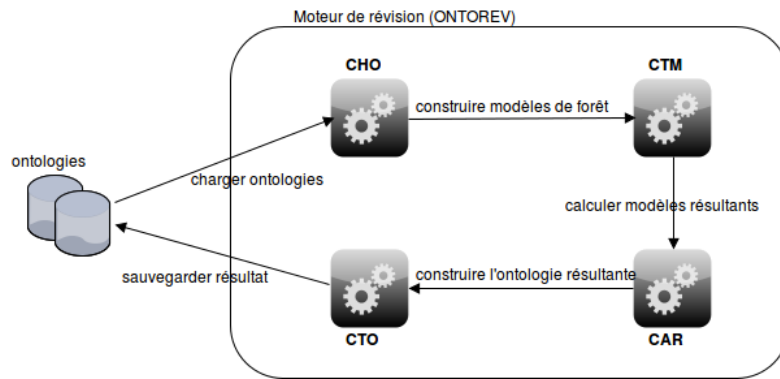 Moteur de révision (ONTOREV)
CHO
CTM
construire modèles de forêt
ontologies
charger ontologies
calculer modèles résultants
sauvegarder résultat
construire l'ontologie résultante
CTO
CAR